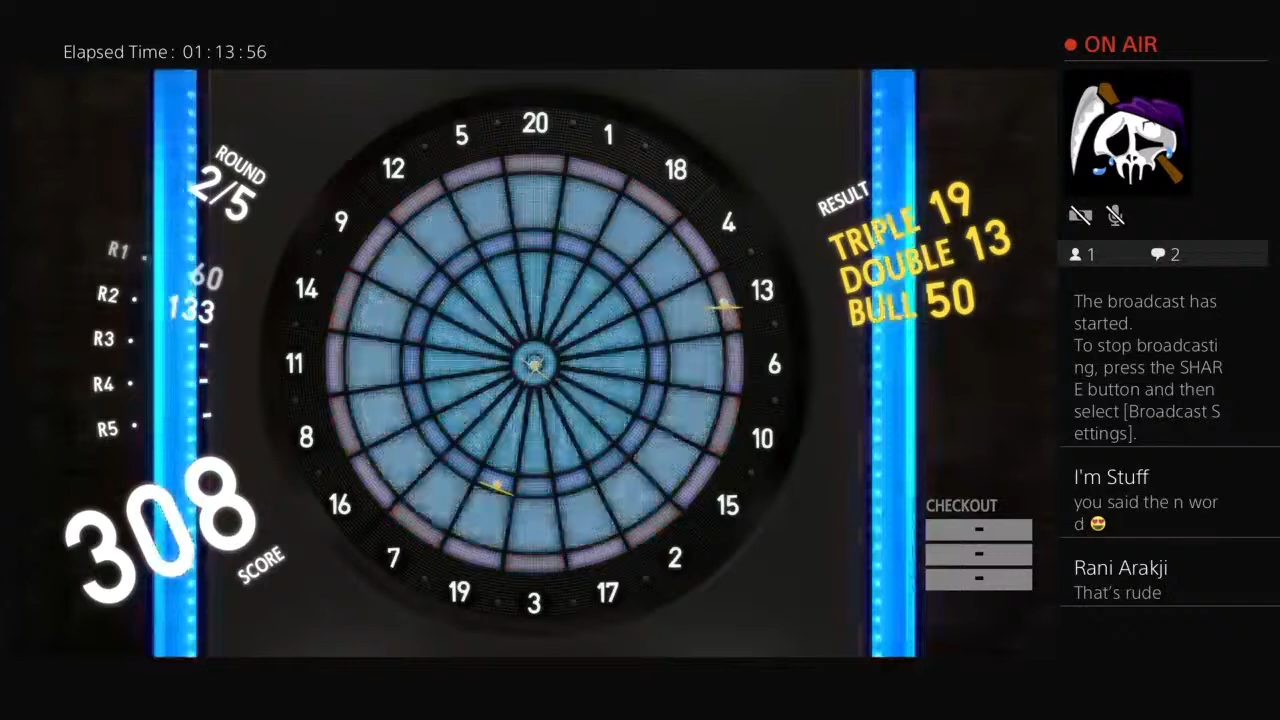 Elapsed Time: 01:13:56
ON AIR
ROUND
2/5
R1 60
R2 133
R3 -
R4 -
R5 -
308
SCORE
20
1
18
4
13
6
10
15
2
17
3
19
7
16
8
11
14
9
12
5
RESULT
TRIPLE 19
DOUBLE 13
BULL 50
CHECKOUT
-
-
-
1 2
The broadcast has
started.
To stop broadcasti
ng, press the SHAR
E button and then
select [Broadcast S
ettings].
I'm Stuff
you said the n wor
d 😍
Rani Arakji
That's rude